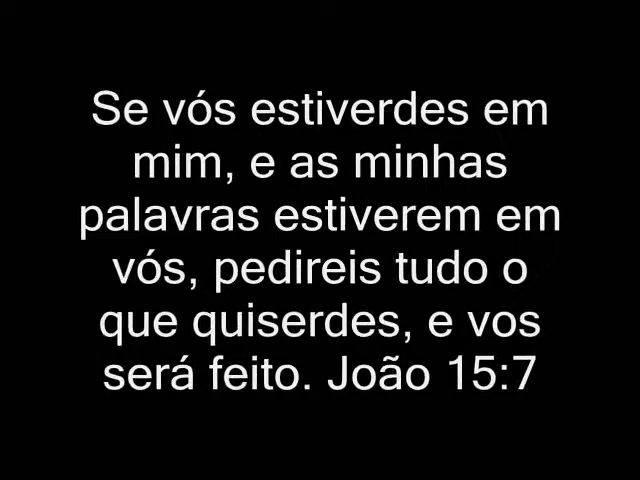 Se vós estiverdes em
mim, e as minhas
palavras estiverem em
vós, pedireis tudo o
que quiserdes, e vos
será feito. João 15:7